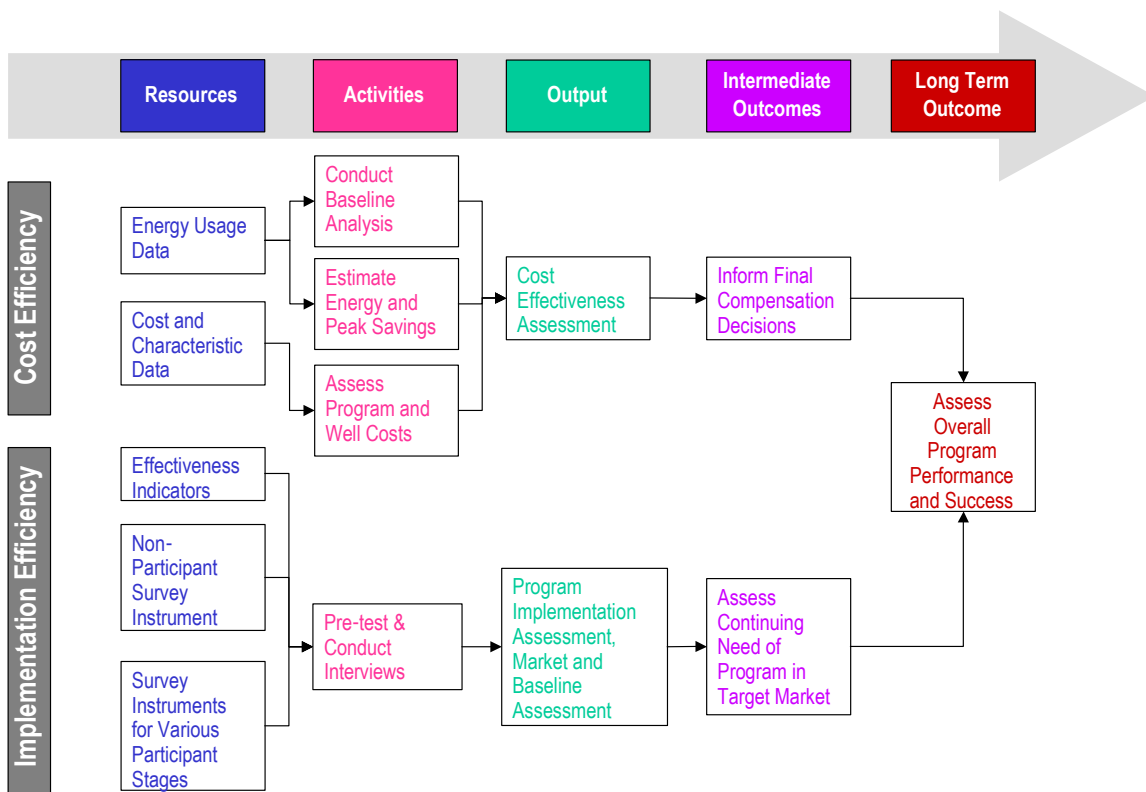 Resources
Activities
Output
Intermediate
Outcomes
Long Term
Outcome
Cost Efficiency
Energy Usage
Data
Cost and
Characteristic
Data
Conduct
Baseline
Analysis
Estimate
Energy and
Peak Savings
Assess
Program and
Well Costs
Cost
Effectiveness
Assessment
Inform Final
Compensation
Decisions
Assess
Overall
Program
Performance
and Success
Implementation Efficiency
Effectiveness
Indicators
Non-
Participant
Survey
Instrument
Survey
Instruments
for Various
Participant
Stages
Pre-test &
Conduct
Interviews
Program
Implementation
Assessment,
Market and
Baseline
Assessment
Assess
Continuing
Need of
Program in
Target Market